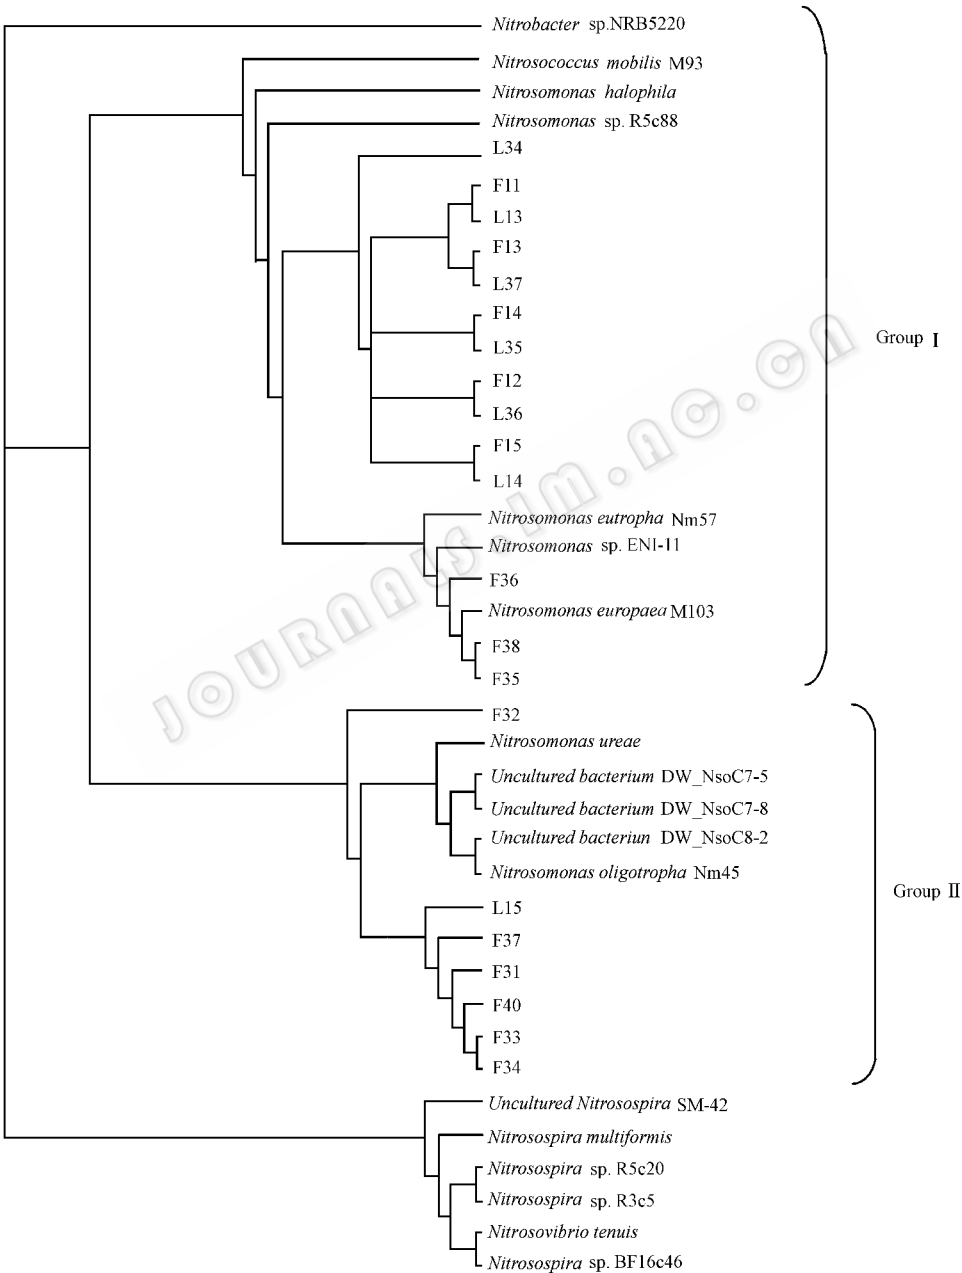 Nitrobacter sp.NRB5220
Nitrosococcus mobilis M93
Nitrosomonas halophila
Nitrosomonas sp. R5c88
L34
F11
L13
F13
L37
F14
L35
F12
L36
F15
L14
Nitrosomonas eutropha Nm57
Nitrosomonas sp. ENI-11
F36
Nitrosomonas europaea M103
F38
F35
Group I
F32
Nitrosomonas ureae
Uncultured bacterium DW_NsoC7-5
Uncultured bacterium DW_NsoC7-8
Uncultured bacteriun DW_NsoC8-2
Nitrosomonas oligotropha Nm45
L15
F37
F31
F40
F33
F34
Group II
Uncultured Nitrosospira SM-42
Nitrosospira multiformis
Nitrosospira sp. R5c20
Nitrosospira sp. R3c5
Nitrosovibrio tenuis
Nitrosospira sp. BF16c46
JOURNALS.IM.AC.CN